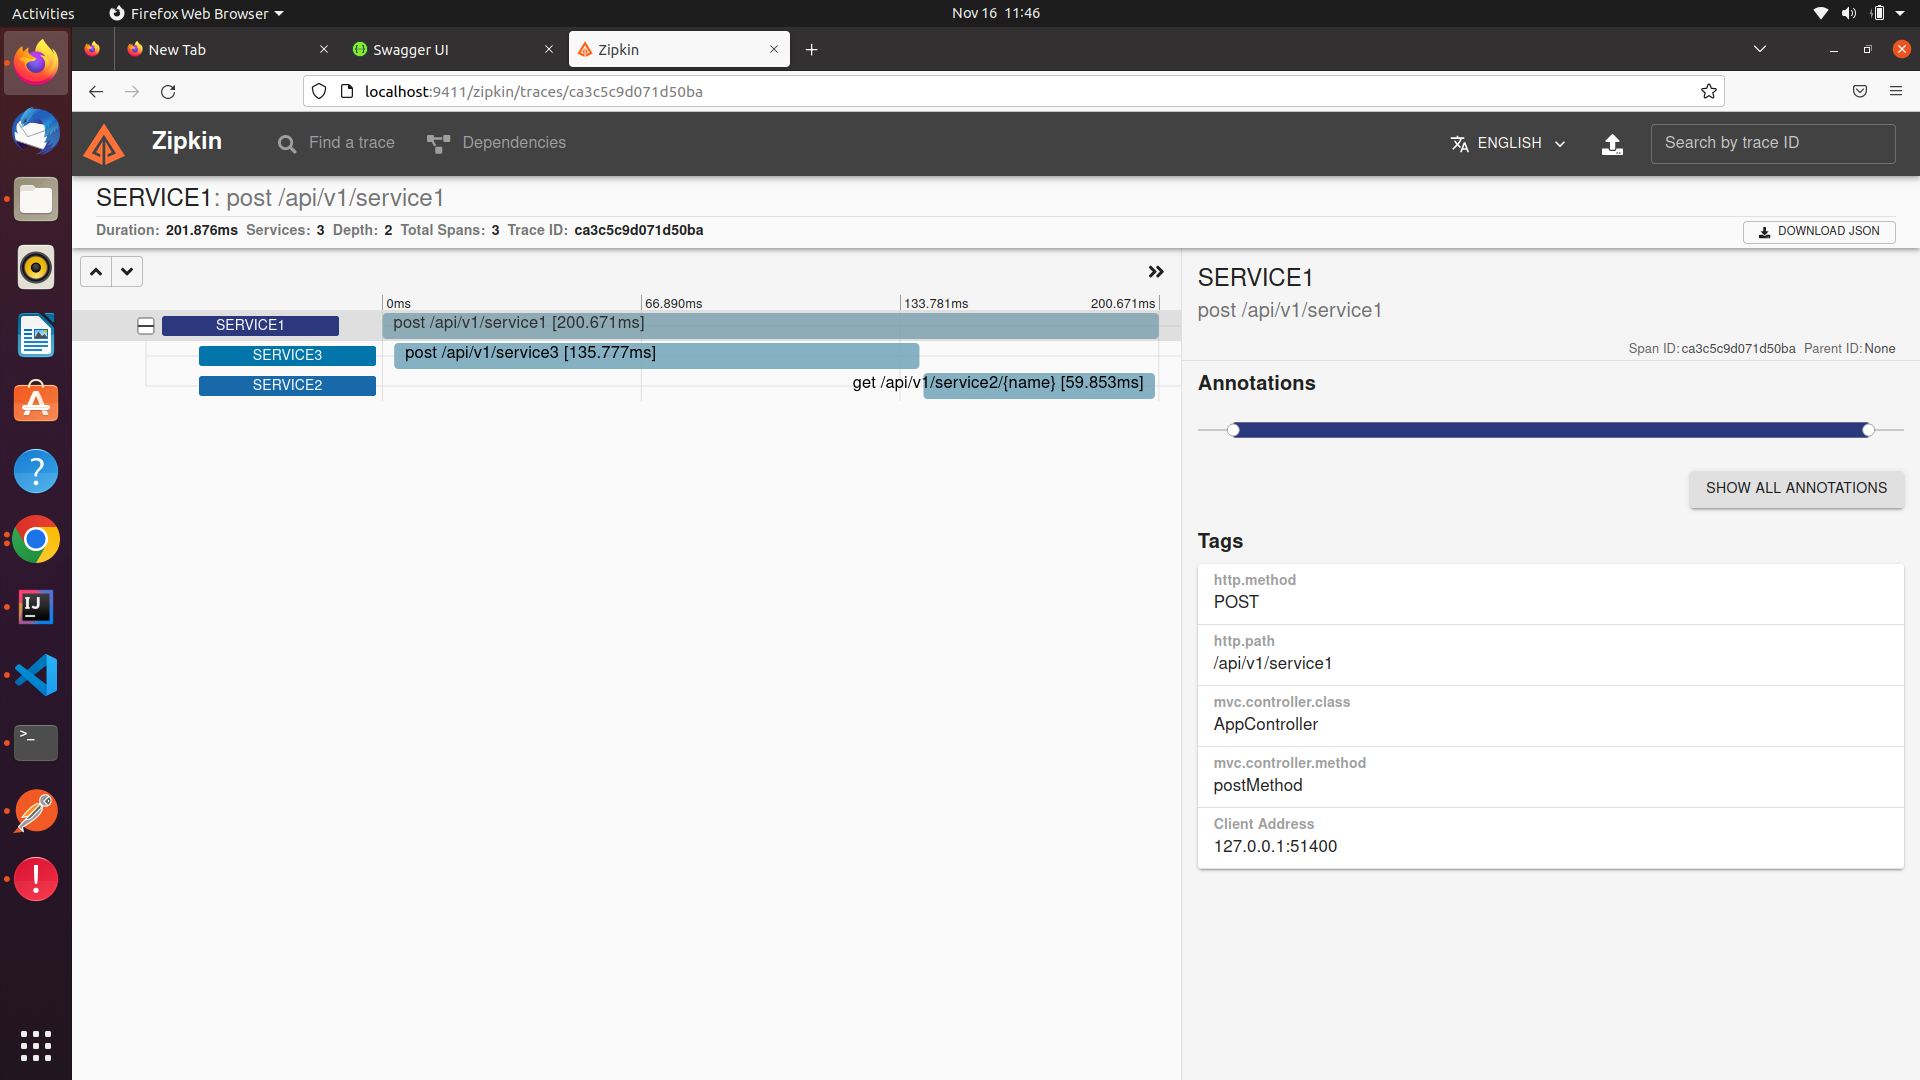 Activities Firefox Web Browser Nov 16 11:46
New Tab Swagger UI Zipkin
localhost:9411/zipkin/traces/ca3c5c9d071d50ba
Zipkin Find a trace Dependencies ENGLISH Search by trace ID
SERVICE1: post /api/v1/service1
Duration: 201.876ms Services: 3 Depth: 2 Total Spans: 3 Trace ID: ca3c5c9d071d50ba DOWNLOAD JSON
0ms 66.890ms 133.781ms 200.671ms
SERVICE1 post /api/v1/service1 [200.671ms]
SERVICE3 post /api/v1/service3 [135.777ms]
SERVICE2 get /api/v1/service2/{name} [59.853ms]
SERVICE1
post /api/v1/service1
Span ID: ca3c5c9d071d50ba Parent ID: None
Annotations
SHOW ALL ANNOTATIONS
Tags
http.method
POST
http.path
/api/v1/service1
mvc.controller.class
AppController
mvc.controller.method
postMethod
Client Address
127.0.0.1:51400
IJ
>_